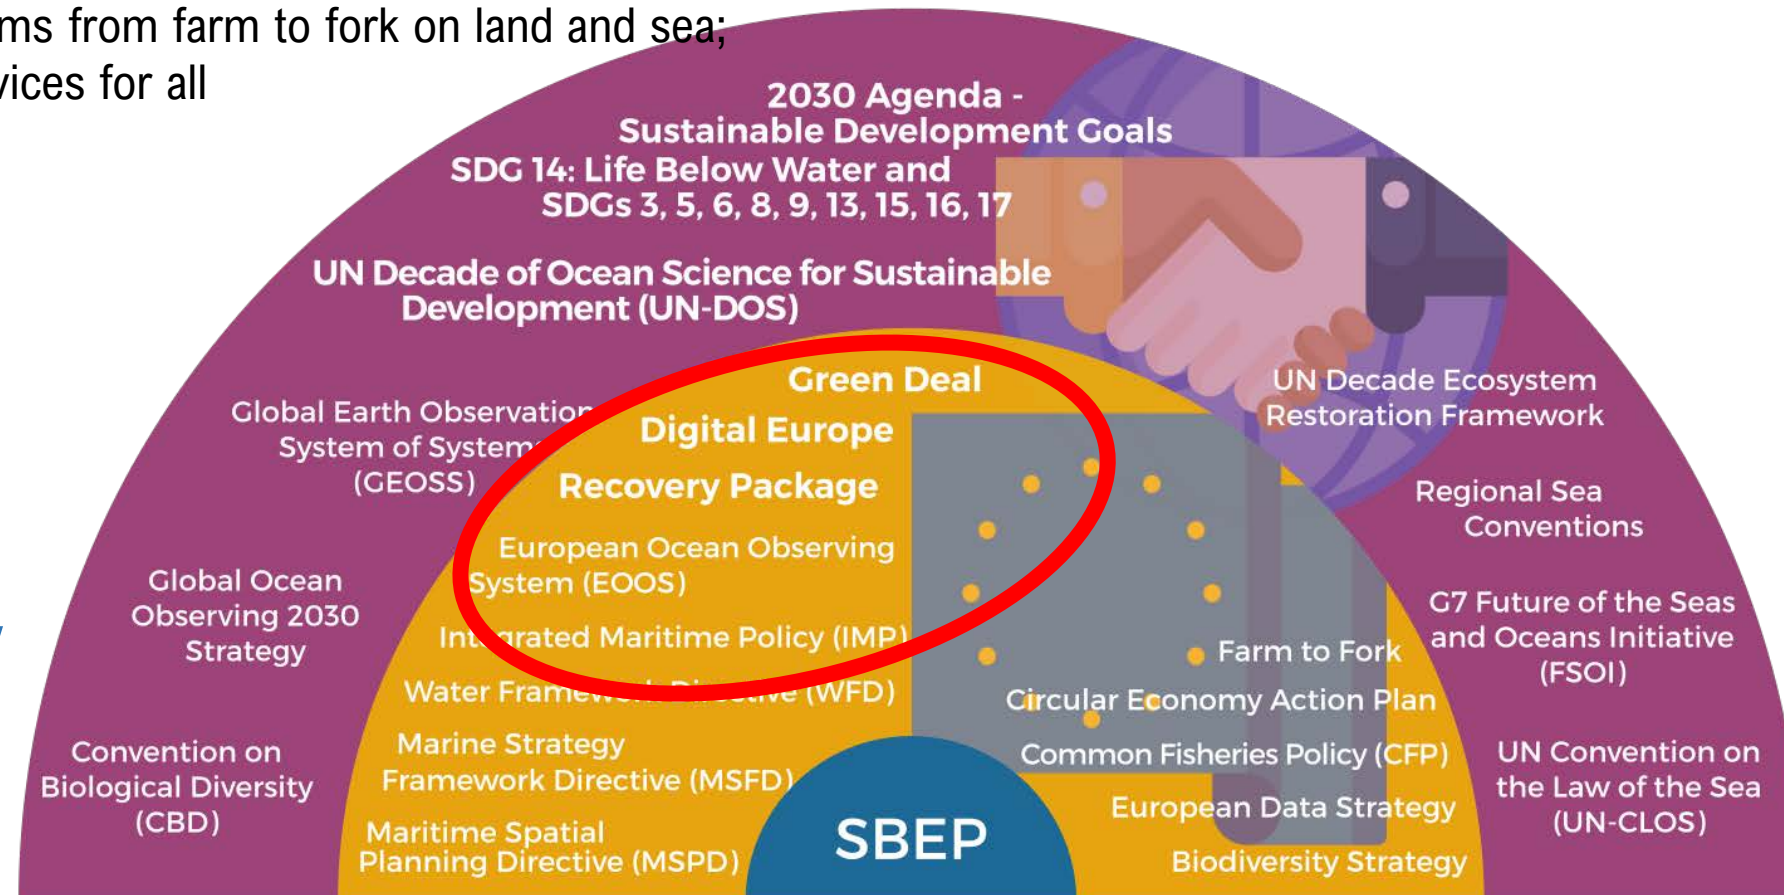 ms from farm to fork on land and sea;
vices for all
2030 Agenda -
Sustainable Development Goals
SDG 14: Life Below Water and
SDGs 3, 5, 6, 8, 9, 13, 15, 16, 17
UN Decade of Ocean Science for Sustainable
Development (UN-DOS)
Global Earth Observation
System of Systems
(GEOSS)
Global Ocean
Observing 2030
Strategy
Convention on
Biological Diversity
(CBD)
Green Deal
Digital Europe
Recovery Package
European Ocean Observing
System (EOOS)
Integrated Maritime Policy (IMP)
Water Framework Directive (WFD)
Marine Strategy
Framework Directive (MSFD)
Maritime Spatial
Planning Directive (MSPD)
SBEP
Farm to Fork
Circular Economy Action Plan
Common Fisheries Policy (CFP)
European Data Strategy
Biodiversity Strategy
UN Decade Ecosystem
Restoration Framework
Regional Sea
Conventions
G7 Future of the Seas
and Oceans Initiative
(FSOI)
UN Convention on
the Law of the Sea
(UN-CLOS)